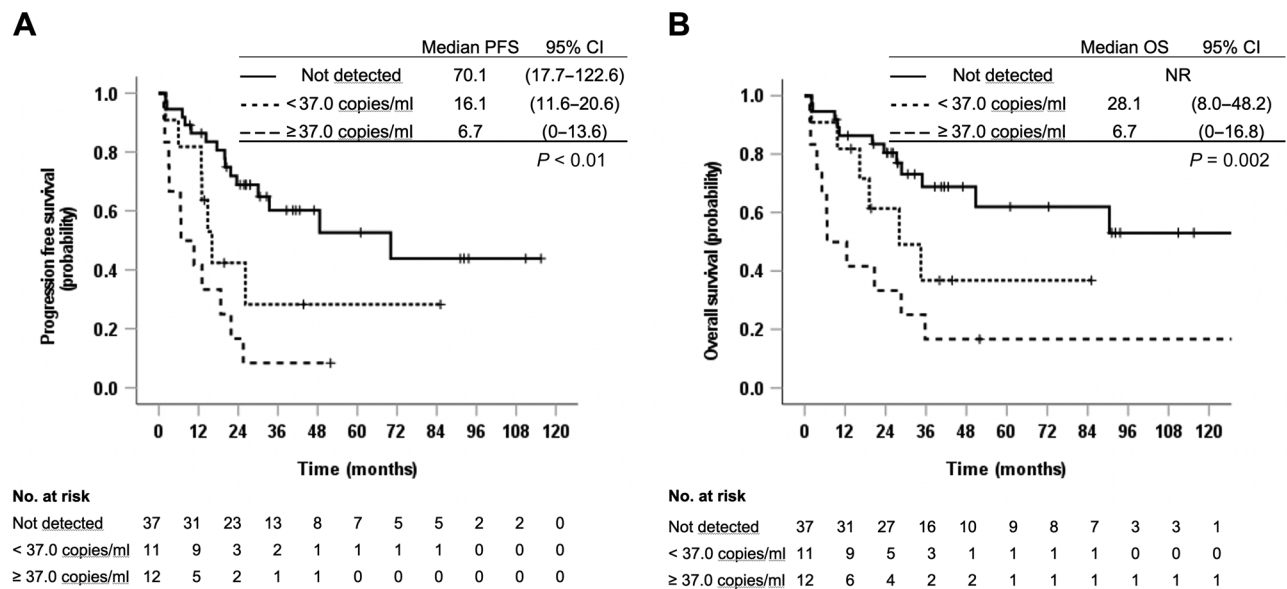 A
Median PFS 95% CI
Not detected 70.1 (17.7–122.6)
< 37.0 copies/ml 16.1 (11.6–20.6)
≥ 37.0 copies/ml 6.7 (0–13.6)
P < 0.01
Progression free survival
(probability)
1.0
0.8
0.6
0.4
0.2
0.0
0 12 24 36 48 60 72 84 96 108 120
Time (months)
No. at risk
Not detected 37 31 23 13 8 7 5 5 2 2 0
< 37.0 copies/ml 11 9 3 2 1 1 1 1 0 0 0
≥ 37.0 copies/ml 12 5 2 1 1 0 0 0 0 0 0
B
Median OS 95% CI
Not detected NR
< 37.0 copies/ml 28.1 (8.0–48.2)
≥ 37.0 copies/ml 6.7 (0–16.8)
P = 0.002
Overall survival (probability)
1.0
0.8
0.6
0.4
0.2
0.0
0 12 24 36 48 60 72 84 96 108 120
Time (months)
No. at risk
Not detected 37 31 27 16 10 9 8 7 3 3 1
< 37.0 copies/ml 11 9 5 3 1 1 1 1 0 0 0
≥ 37.0 copies/ml 12 6 4 2 2 1 1 1 1 1 1